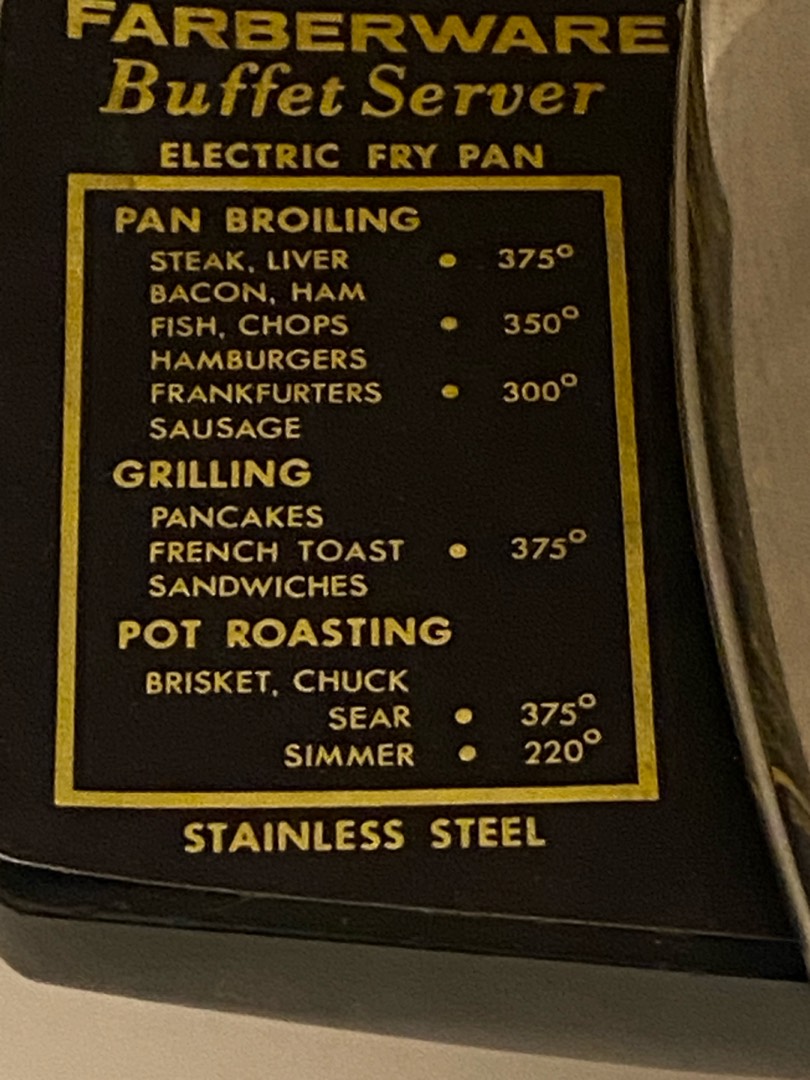 FARBERWARE
Buffet Server
ELECTRIC FRY PAN
PAN BROILING
STEAK, LIVER • 375°
BACON, HAM
FISH, CHOPS • 350°
HAMBURGERS
FRANKFURTERS • 300°
SAUSAGE
GRILLING
PANCAKES
FRENCH TOAST • 375°
SANDWICHES
POT ROASTING
BRISKET, CHUCK
SEAR • 375°
SIMMER • 220°
STAINLESS STEEL